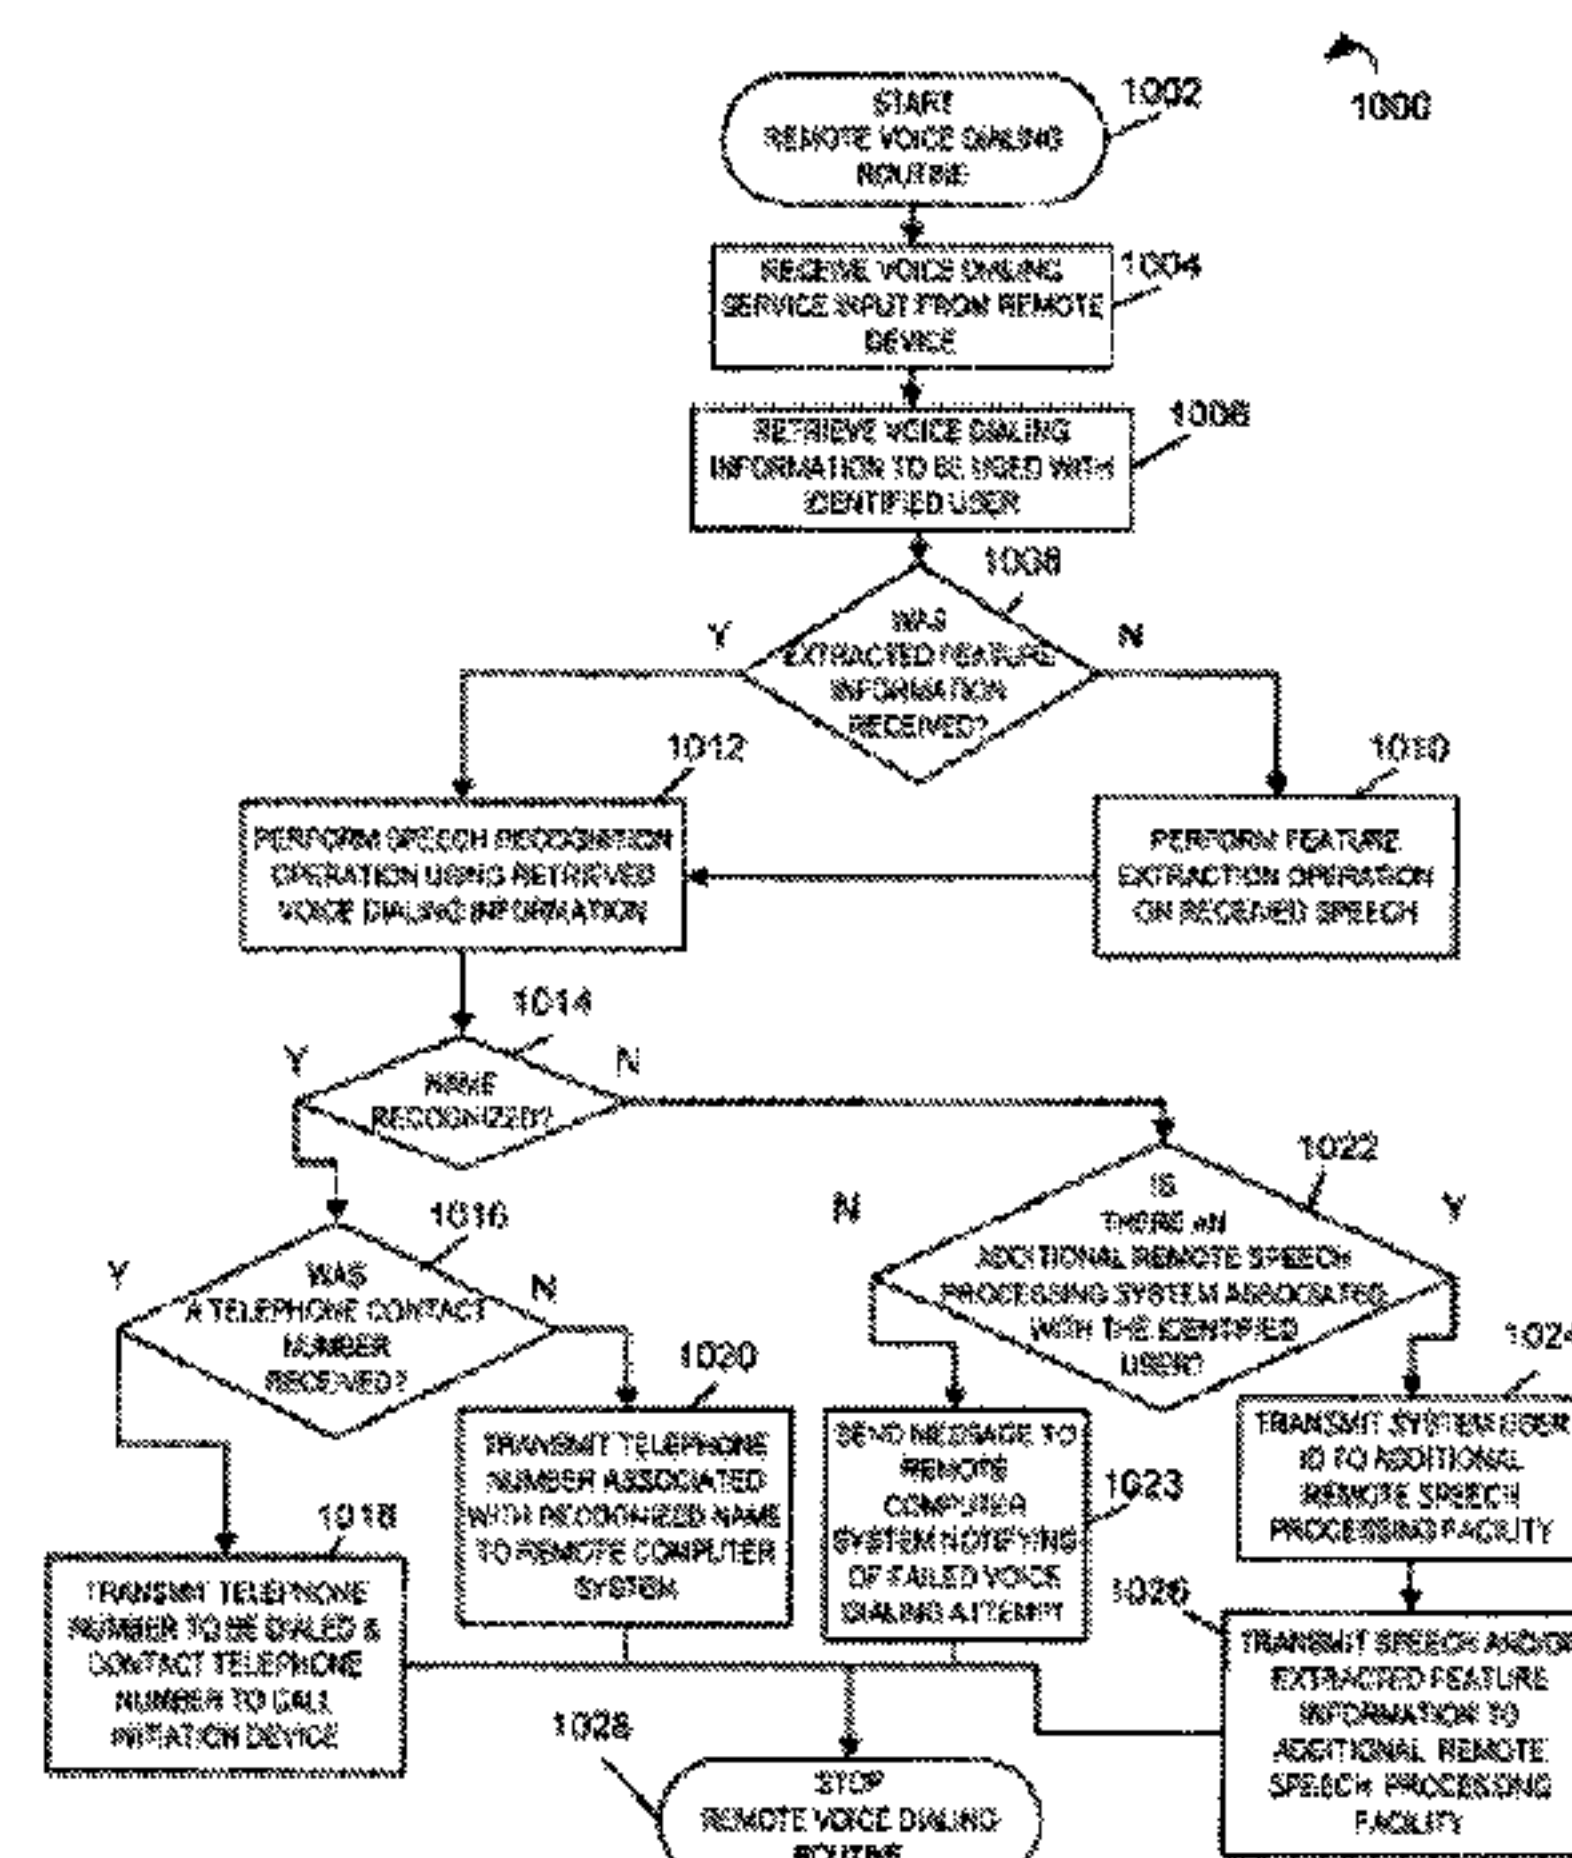 1000
1002
START
REMOTE VOICE DIALING
ROUTINE
1004
RECEIVE VOICE DIALING
SERVICE INPUT FROM REMOTE
DEVICE
1006
RETRIEVE VOICE DIALING
INFORMATION TO BE USED WITH
IDENTIFIED USER
1008
WAS
EXTRACTED FEATURE
INFORMATION
RECEIVED?
Y
N
1012
PERFORM SPEECH RECOGNITION
OPERATION USING RETRIEVED
VOICE DIALING INFORMATION
1010
PERFORM FEATURE
EXTRACTION OPERATION
ON RECEIVED SPEECH
1014
Y
N
NAME
RECOGNIZED?
1016
Y
N
WAS
A TELEPHONE CONTACT
NUMBER
RECEIVED?
1022
N
Y
IS
THERE AN
ADDITIONAL REMOTE SPEECH
PROCESSING SYSTEM ASSOCIATED
WITH THE IDENTIFIED
USER?
1018
TRANSMIT TELEPHONE
NUMBER TO BE DIALED &
CONTACT TELEPHONE
NUMBER TO CALL
INITIATION DEVICE
1020
TRANSMIT TELEPHONE
NUMBER ASSOCIATED
WITH RECOGNIZED NAME
TO REMOTE COMPUTER
SYSTEM
1023
SEND MESSAGE TO
REMOTE
COMPUTER
SYSTEM NOTIFYING
OF FAILED VOICE
DIALING ATTEMPT
1024
TRANSMIT SYSTEM USER
ID TO ADDITIONAL
REMOTE SPEECH
PROCESSING FACILITY
1026
TRANSMIT SPEECH AND/OR
EXTRACTED FEATURE
INFORMATION TO
ADDITIONAL REMOTE
SPEECH PROCESSING
FACILITY
1028
STOP
REMOTE VOICE DIALING
ROUTINE